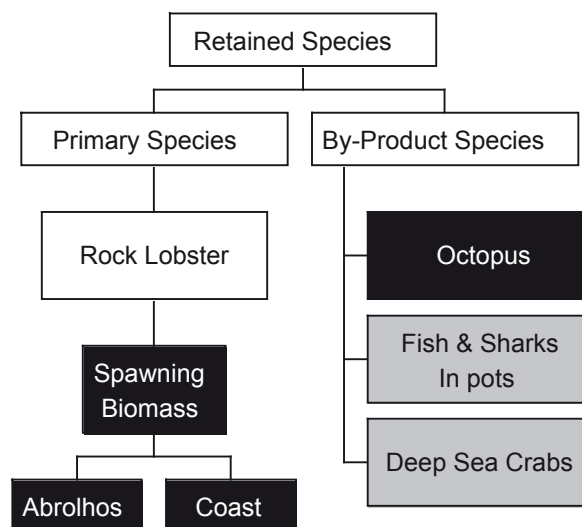 Retained Species
Primary Species
By-Product Species
Rock Lobster
Octopus
Spawning
Biomass
Fish & Sharks
In pots
Deep Sea Crabs
Abrolhos
Coast